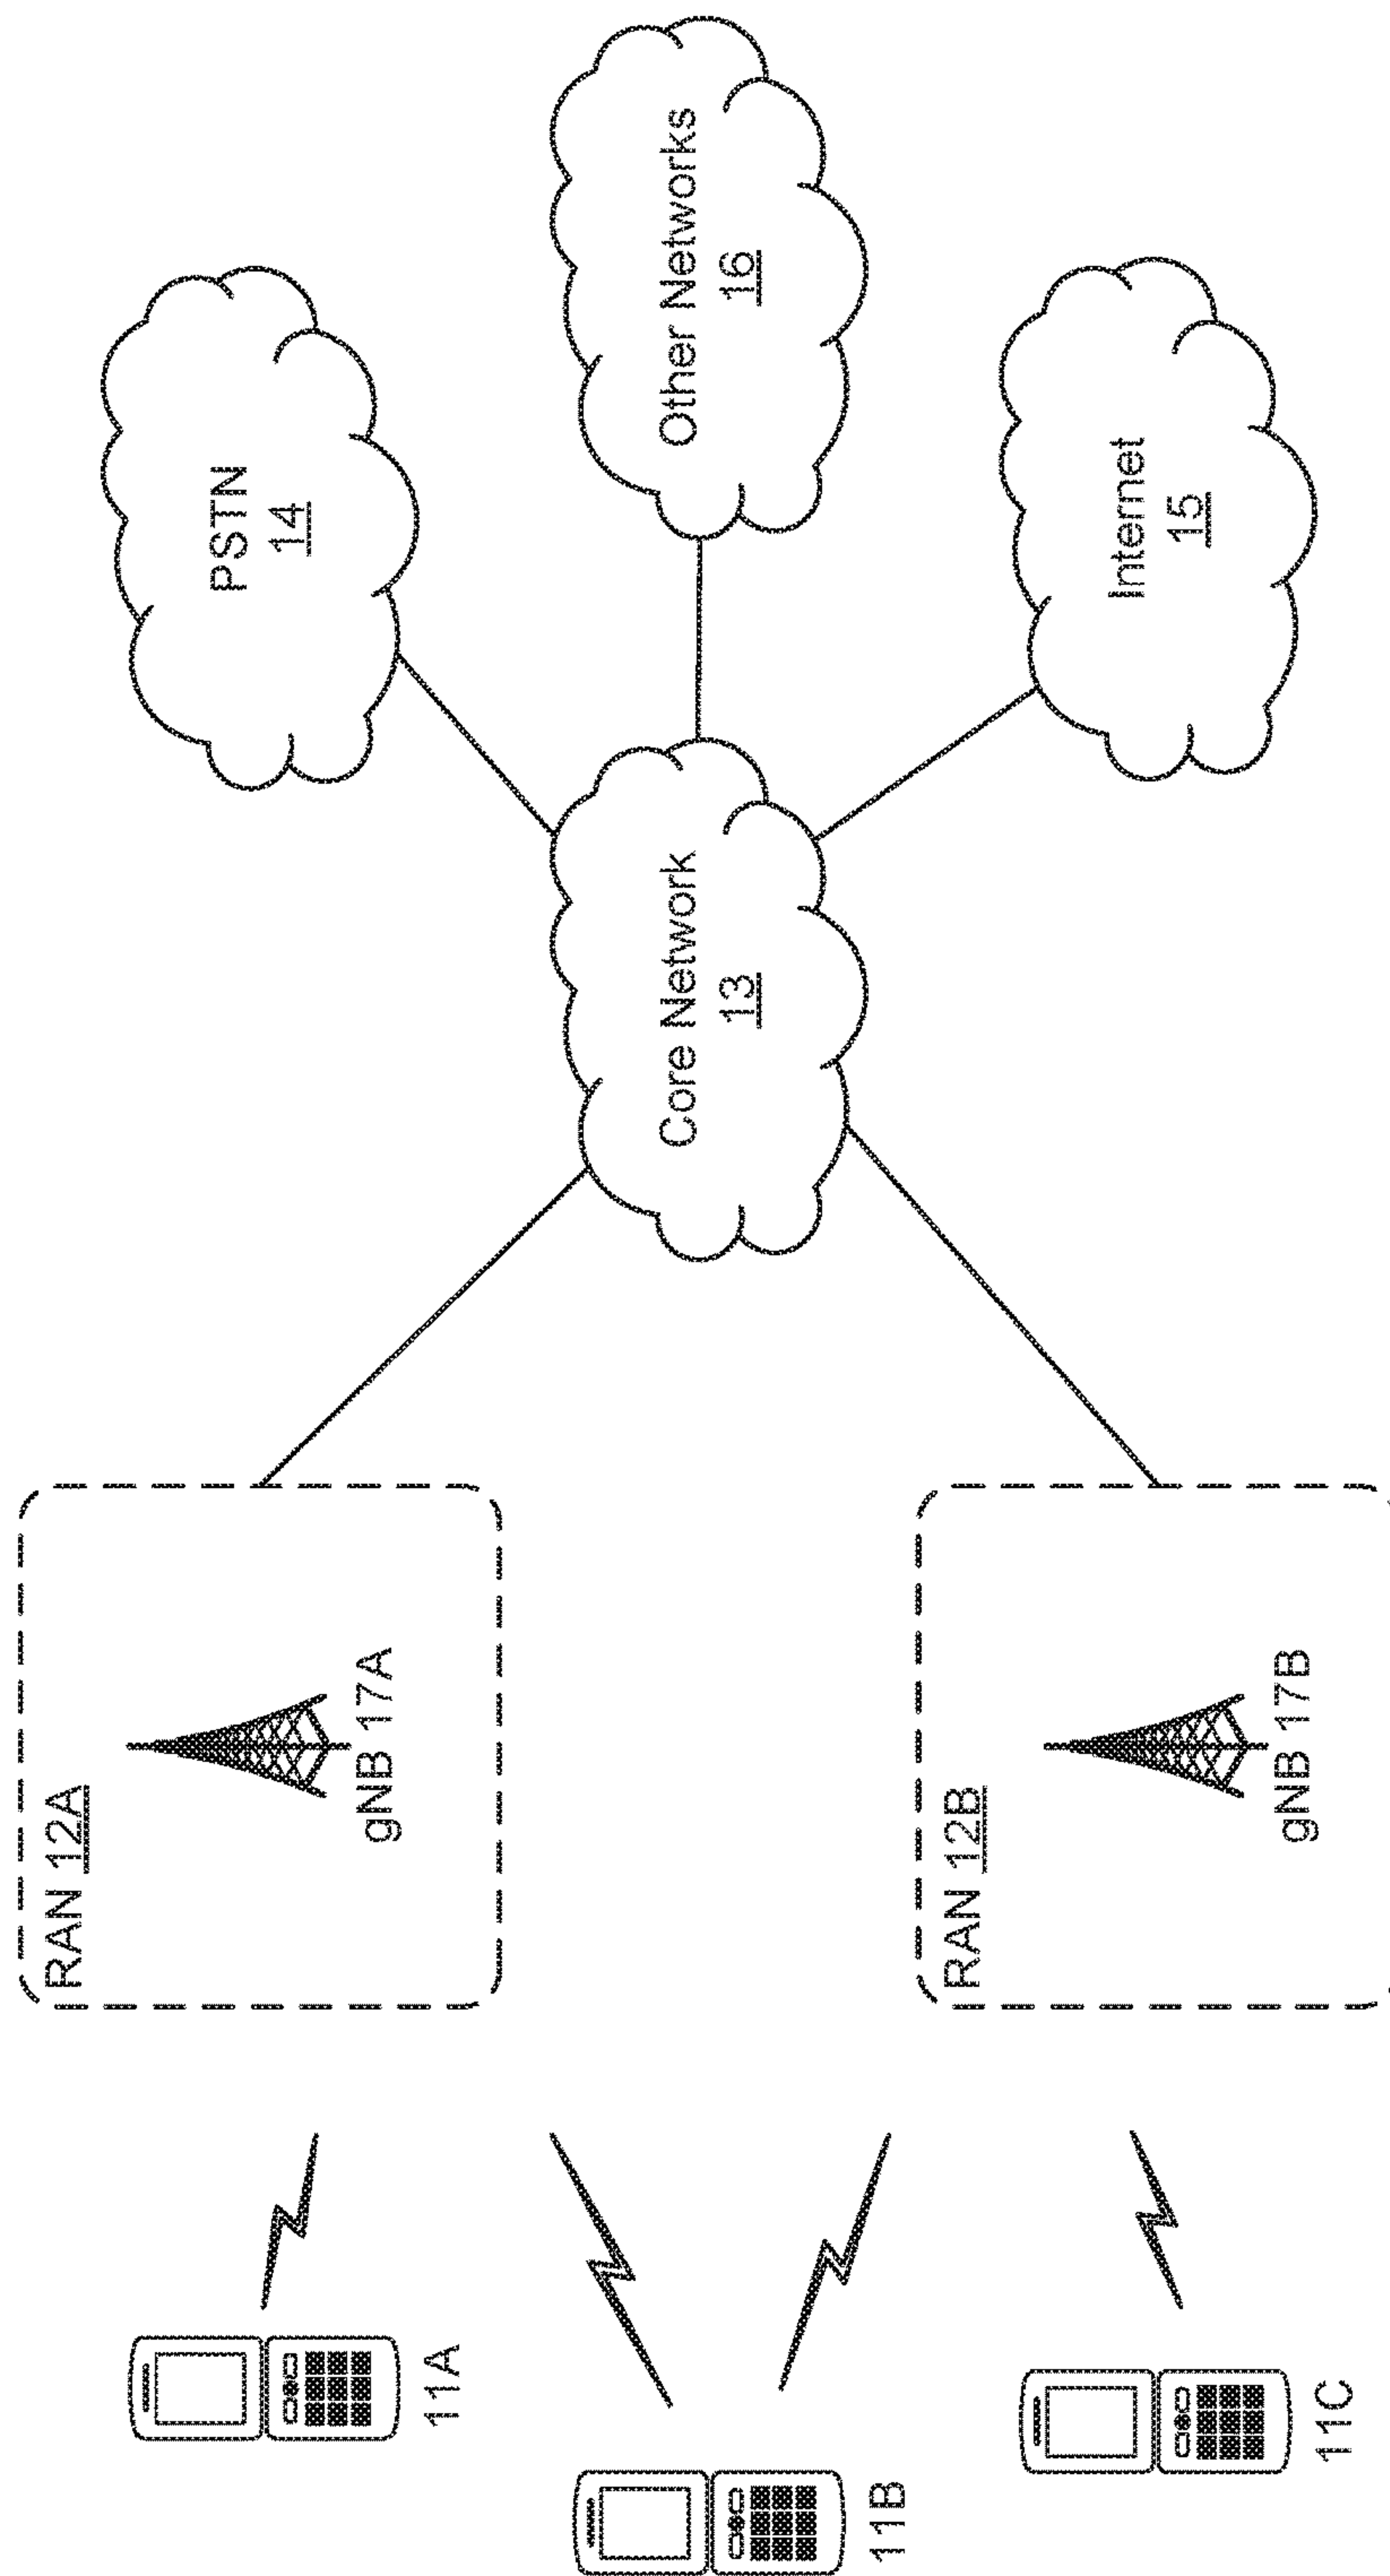 RAN 12A
gNB 17A
11A
PSTN
14
11B
Core Network
13
Other Networks
16
RAN 12B
gNB 17B
11C
Internet
15